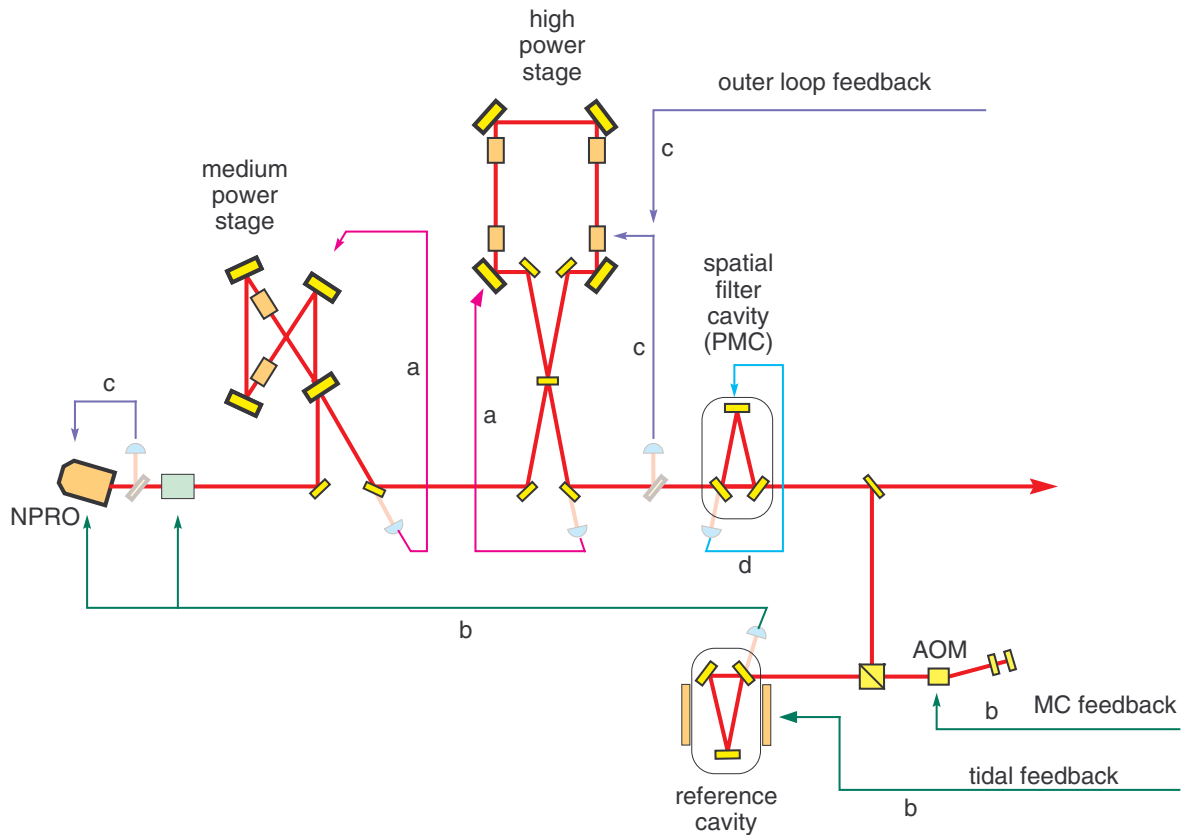 high
power
stage
outer loop feedback
c
medium
power
stage
spatial
filter
cavity
(PMC)
c
a
c
a
NPRO
d
b
AOM
b
MC feedback
tidal feedback
b
reference
cavity